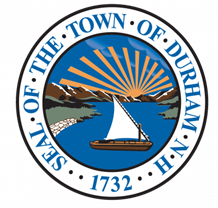 · SEAL · OF · THE · TOWN · OF · DURHAM · N · H ·
· 1732 ·